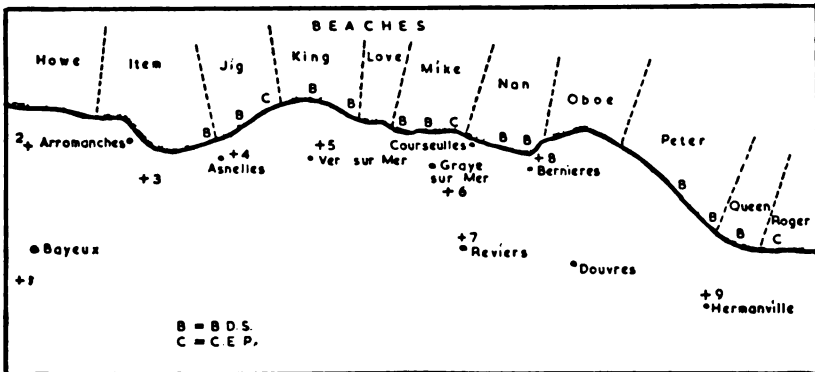 BEACHES
Howe
Item
Jig
King
Love
Mike
Nan
Oboe
Peter
Queen
Roger
B
B
C
B
B
B
B
C
B
B
B
B
B
C
2+ Arromanches
+3
+4
Asnelles
+5
Ver sur Mer
Courseulles
Graye
sur Mer
+6
+8
Bernieres
Bayeux
+1
+7
Reviers
Douvres
+9
Hermanville
B = B.D.S.
C = C.E.P.